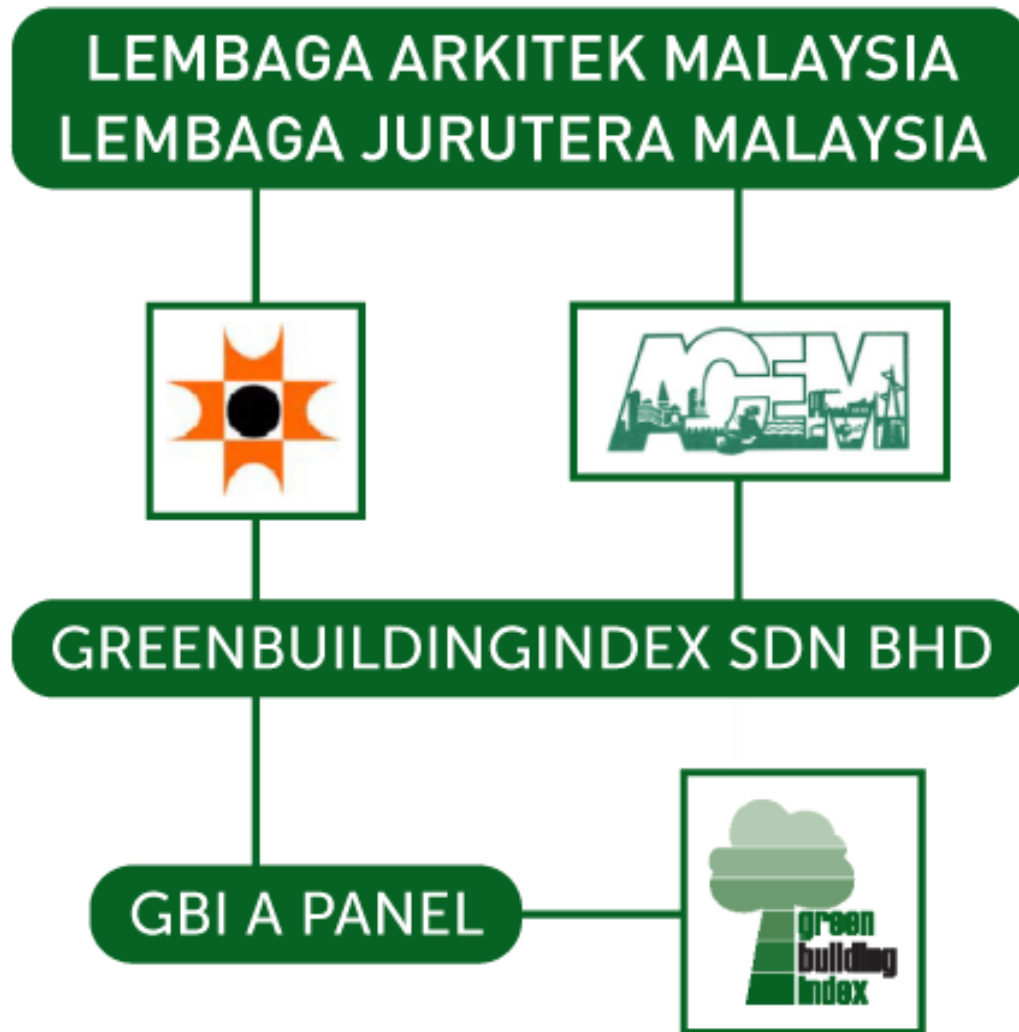 LEMBAGA ARKITEK MALAYSIA
LEMBAGA JURUTERA MALAYSIA
ACEM
GREENBUILDINGINDEX SDN BHD
GBI A PANEL
green
building
index